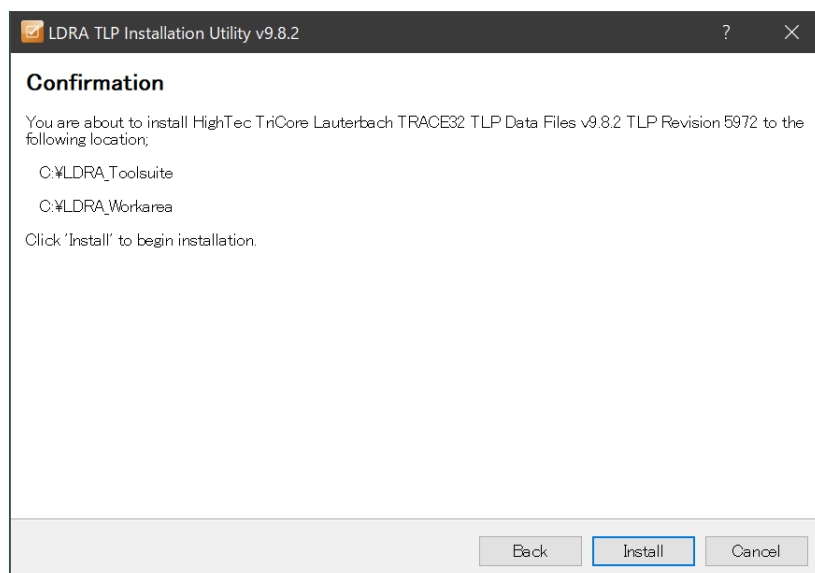 LDRA TLP Installation Utility v9.8.2
?
Confirmation
You are about to install HighTec TriCore Lauterbach TRACE32 TLP Data Files v9.8.2 TLP Revision 5972 to the
following location;
C:¥LDRA_Toolsuite
C:¥LDRA_Workarea
Click 'Install' to begin installation.
Back Install Cancel